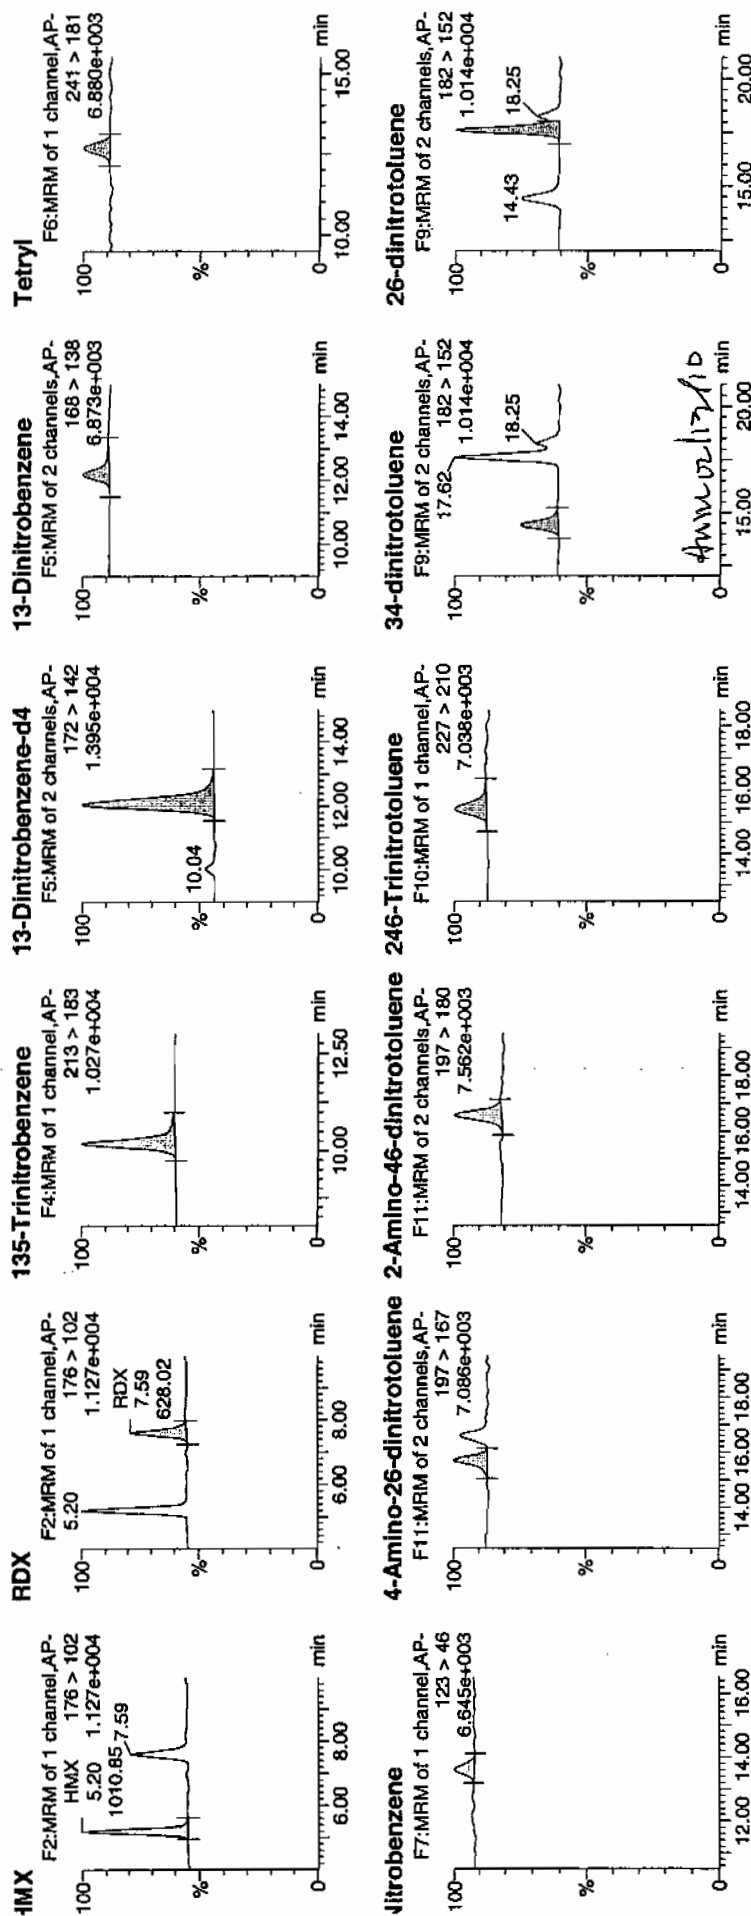 HMX
F2:MRM of 1 channel,AP-
HMX 176 > 102
5.20 1.127e+004
1010.85
7.59
100
%
0
6.00 8.00 min
RDX
F2:MRM of 1 channel,AP-
5.20 176 > 102
1.127e+004
RDX
7.59
628.02
100
%
0
6.00 8.00 min
135-Trinitrobenzene
F4:MRM of 1 channel,AP-
213 > 183
1.027e+004
100
%
0
10.00 12.50 min
13-Dinitrobenzene-d4
F5:MRM of 2 channels,AP-
172 > 142
1.395e+004
10.04
100
%
0
10.00 12.00 14.00 min
13-Dinitrobenzene
F5:MRM of 2 channels,AP-
168 > 138
6.873e+003
100
%
0
10.00 12.00 14.00 min
Tetryl
F6:MRM of 1 channel,AP-
241 > 181
6.880e+003
100
%
0
10.00 15.00 min
Nitrobenzene
F7:MRM of 1 channel,AP-
123 > 46
6.645e+003
100
%
0
12.00 14.00 16.00 min
4-Amino-26-dinitrotoluene
F11:MRM of 2 channels,AP-
197 > 167
7.086e+003
100
%
0
14.00 16.00 18.00 min
2-Amino-46-dinitrotoluene
F11:MRM of 2 channels,AP-
197 > 180
7.562e+003
100
%
0
14.00 16.00 18.00 min
246-Trinitrotoluene
F10:MRM of 1 channel,AP-
227 > 210
7.038e+003
100
%
0
14.00 16.00 18.00 min
34-dinitrotoluene
F9:MRM of 2 channels,AP-
17.62 182 > 152
1.014e+004
18.25
100
%
0
15.00 20.00 min
26-dinitrotoluene
F9:MRM of 2 channels,AP-
182 > 152
1.014e+004
14.43
18.25
100
%
0
15.00 20.00 min